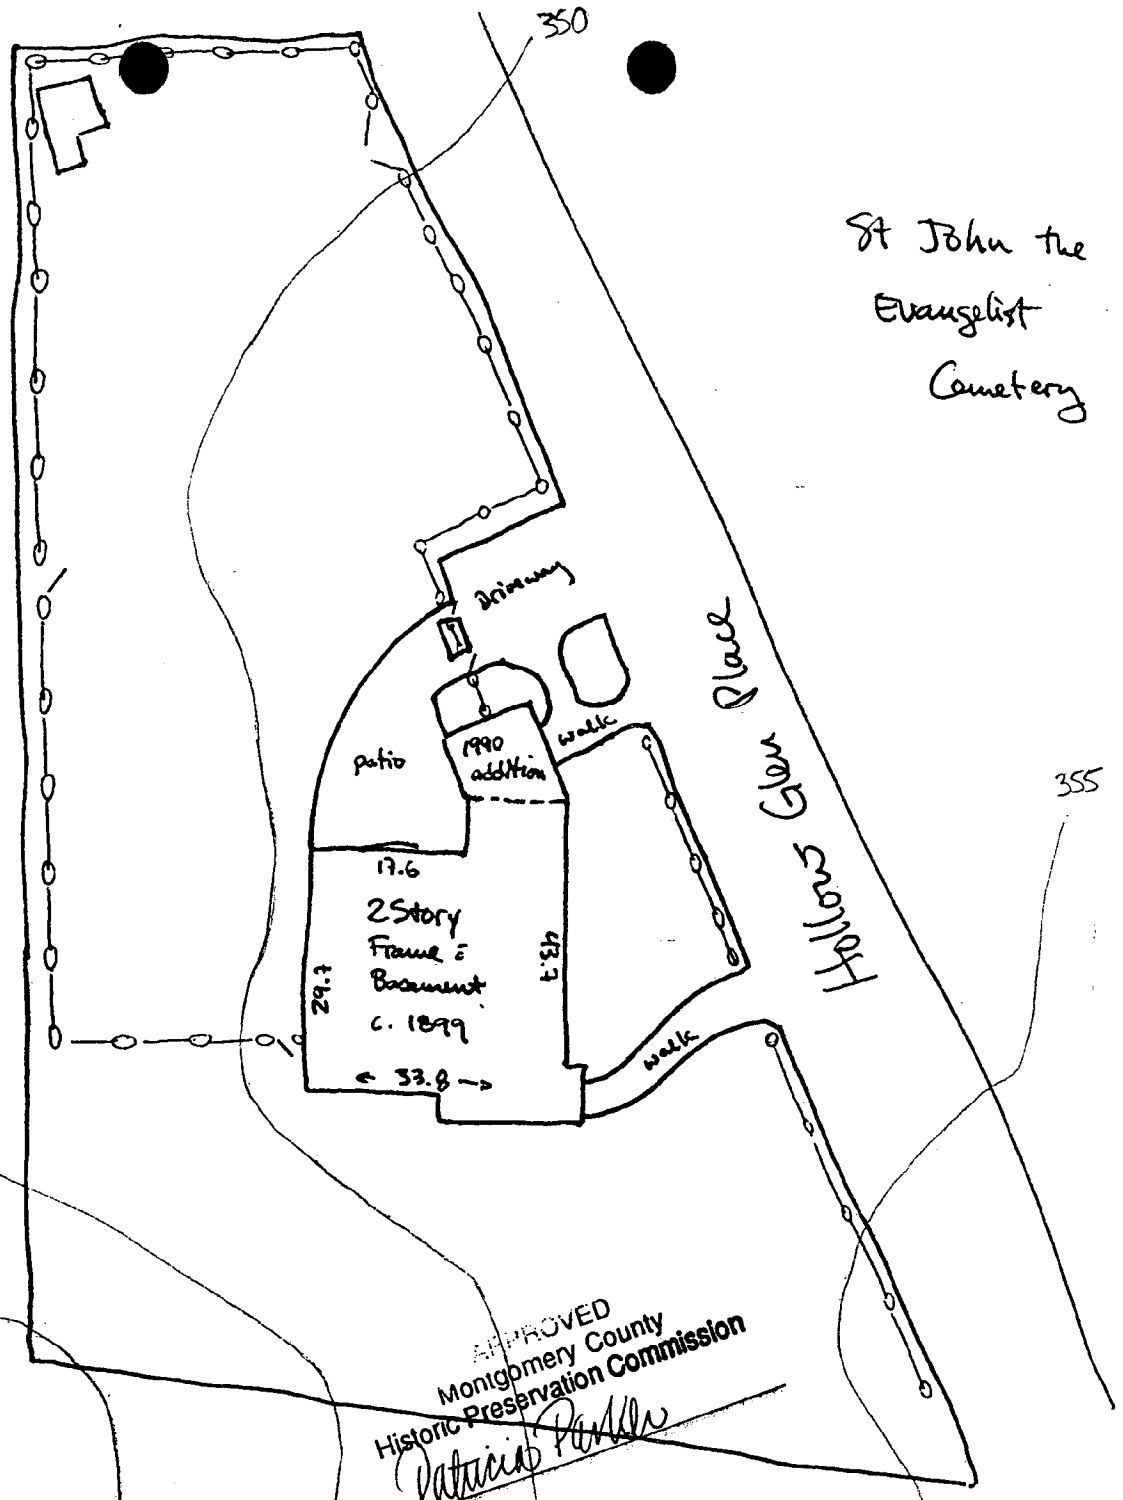 350
St John the
Evangelist
Cemetery
Driveway
walk
1990
addition
patio
Hollow Glen Place
355
17.6
2 Story
Frame
Basement
c. 1899
29.7
43.7
← 33.8 →
walk
APPROVED
Montgomery County
Historic Preservation Commission
Patricia Parker